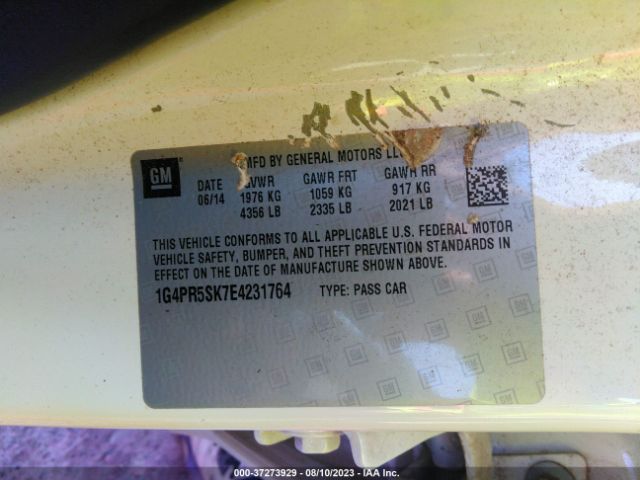 MFD BY GENERAL MOTORS LLC
GM
DATE GVWR GAWR FRT GAWR RR
06/14 1976 KG 1059 KG 917 KG
4356 LB 2335 LB 2021 LB
THIS VEHICLE CONFORMS TO ALL APPLICABLE U.S. FEDERAL MOTOR
VEHICLE SAFETY, BUMPER, AND THEFT PREVENTION STANDARDS IN
EFFECT ON THE DATE OF MANUFACTURE SHOWN ABOVE.
1G4PR5SK7E4231764 TYPE: PASS CAR
000-37273929 - 08/10/2023 - IAA Inc.